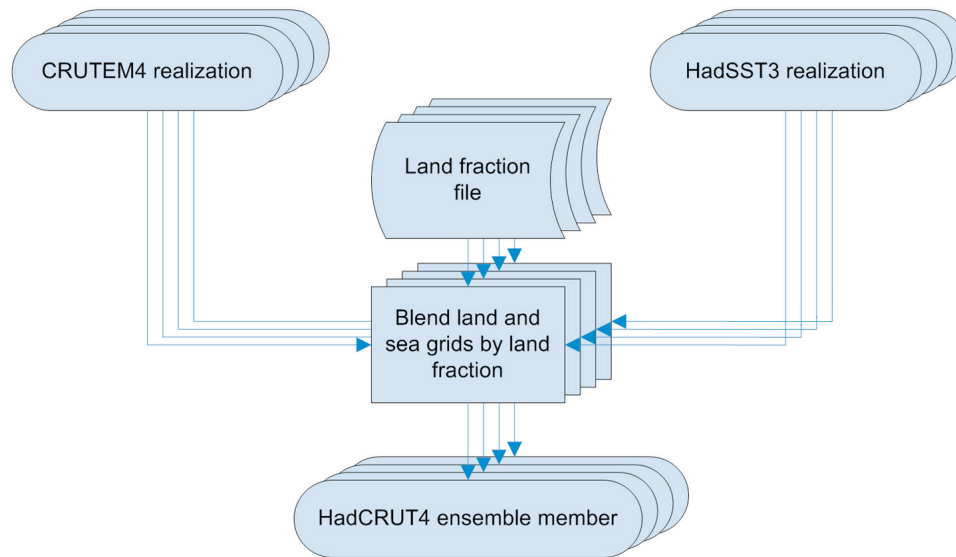 CRUTEM4 realization
HadSST3 realization
Land fraction
file
Blend land and
sea grids by land
fraction
HadCRUT4 ensemble member